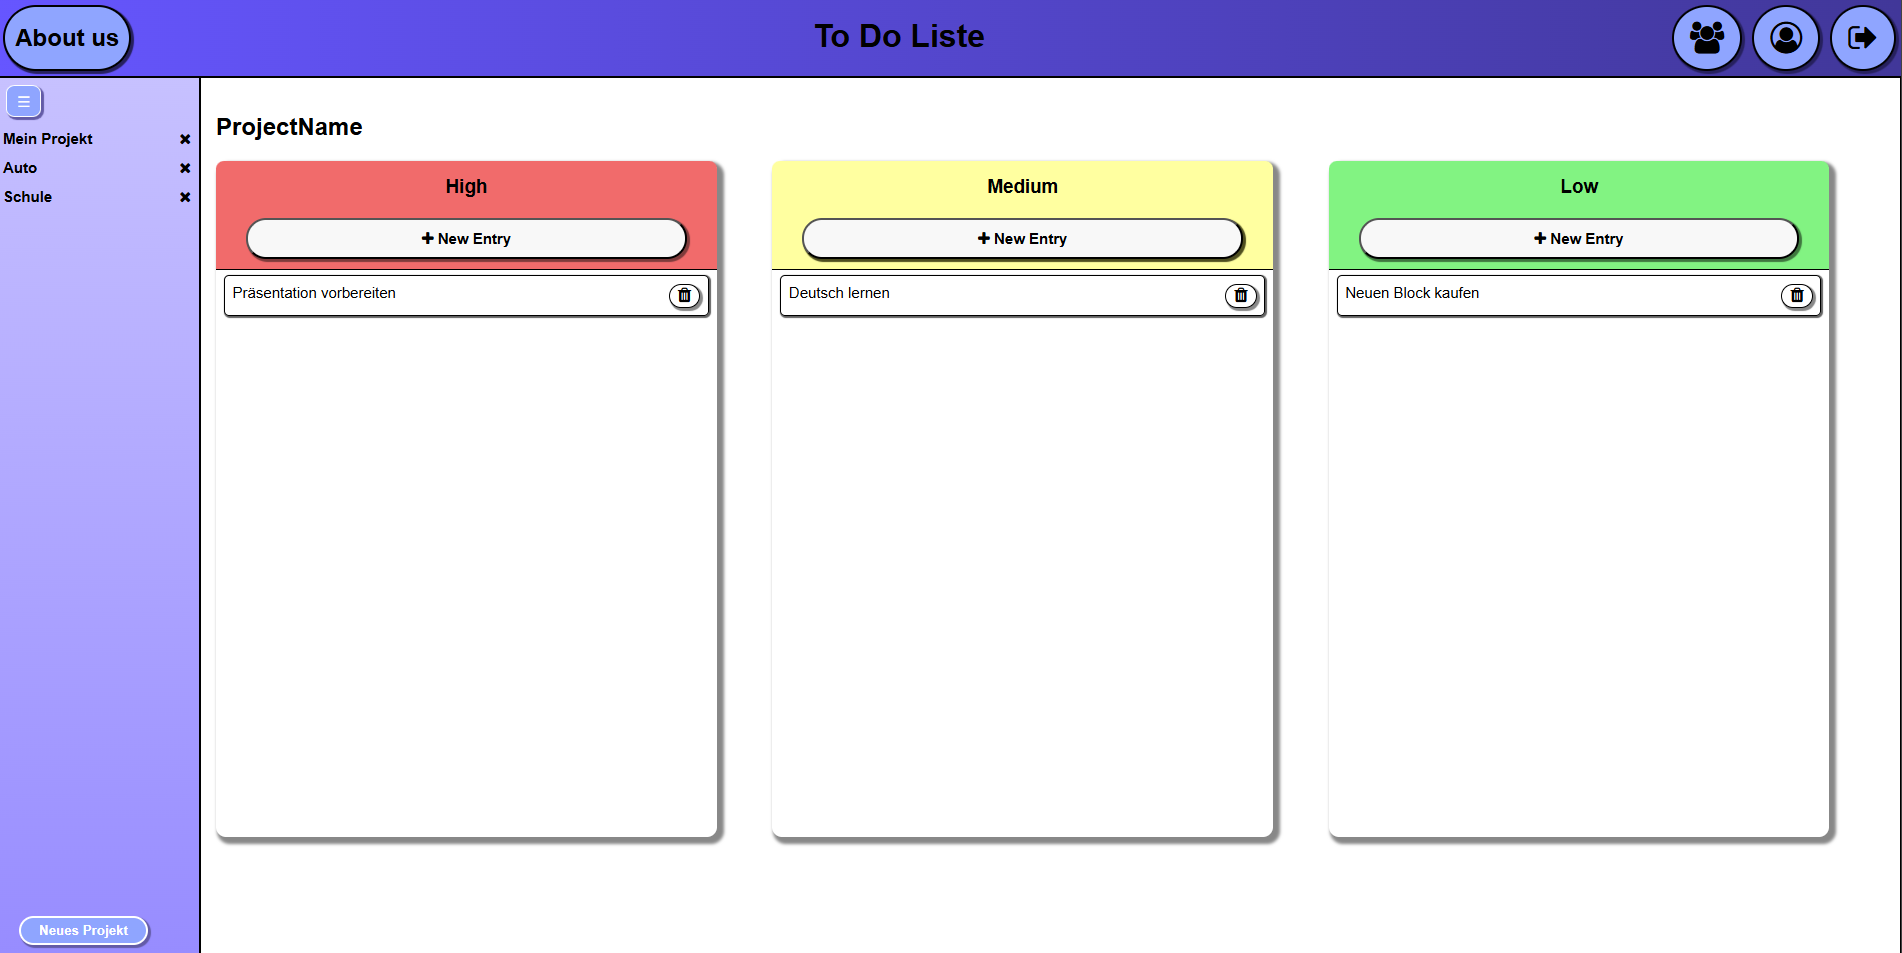 About us
To Do Liste
Mein Projekt
Auto
Schule
Neues Projekt
ProjectName
High
New Entry
Präsentation vorbereiten
Medium
New Entry
Deutsch lernen
Low
New Entry
Neuen Block kaufen